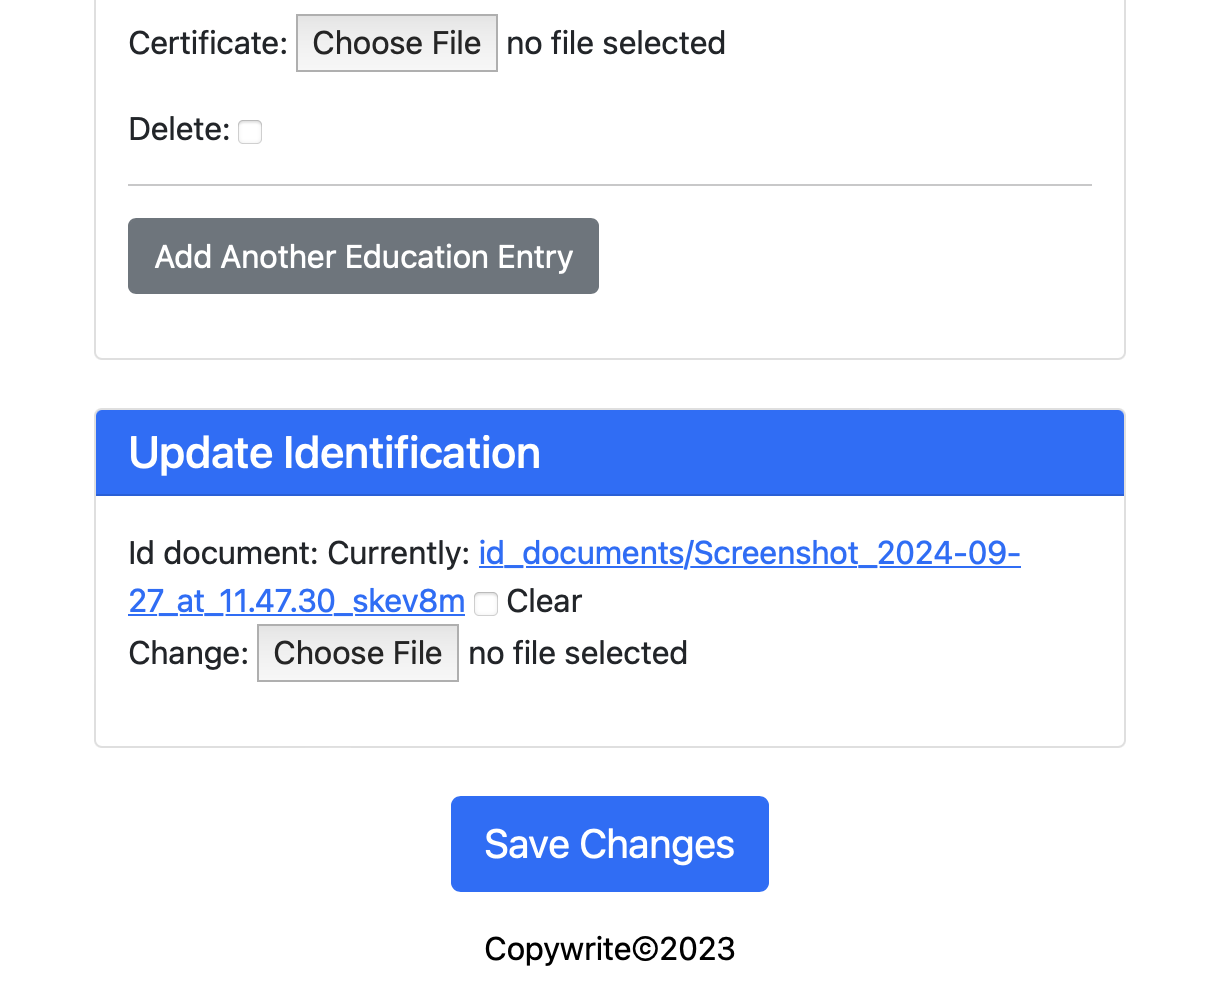 Certificate: Choose File no file selected
Delete:
Add Another Education Entry
Update Identification
Id document: Currently: id_documents/Screenshot_2024-09-
27_at_11.47.30_skev8m Clear
Change: Choose File no file selected
Save Changes
Copywrite©2023